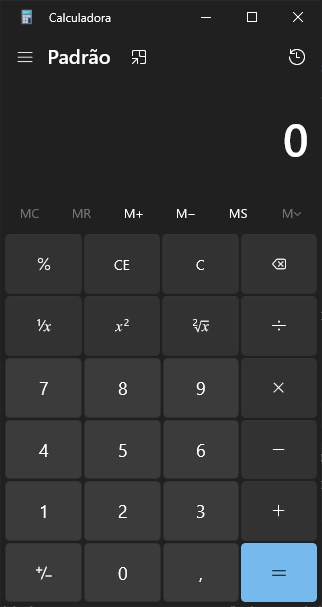 Calculadora
Padrão
0
MC MR M+ M− MS M
% CE C
¹/x x² ²√x ÷
7 8 9 ×
4 5 6 −
1 2 3 +
+/− 0 , =